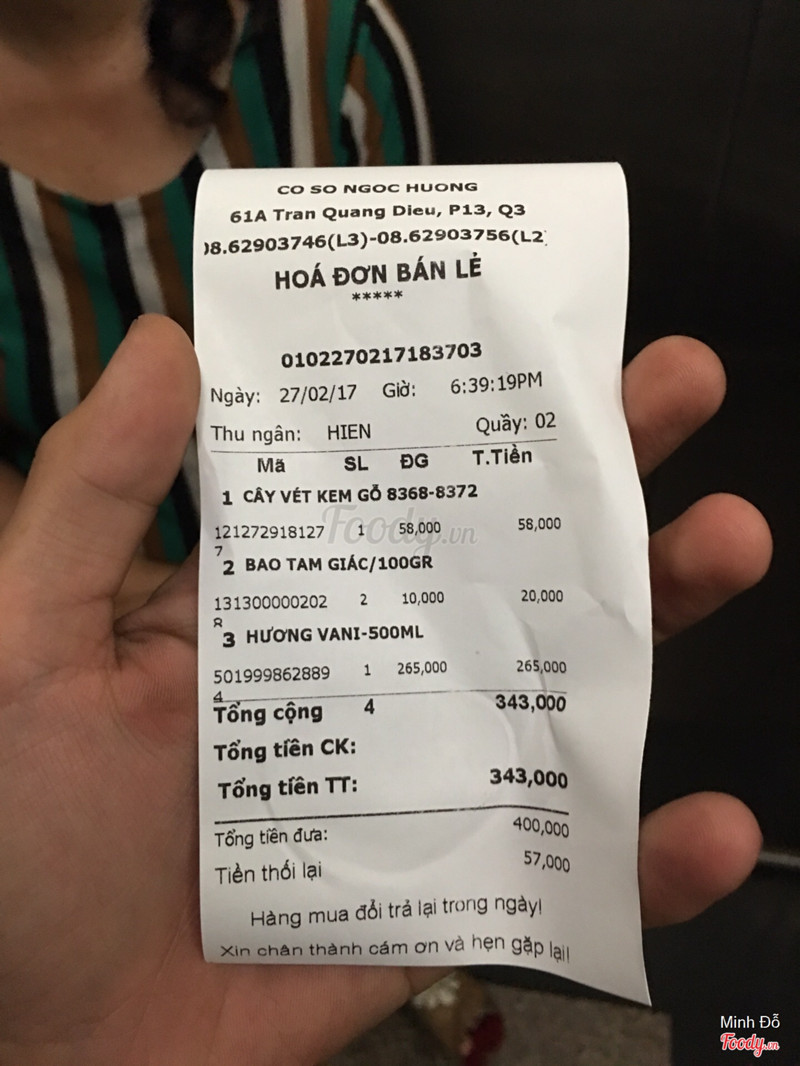 CO SO NGOC HUONG
61A Tran Quang Dieu, P13, Q3
08.62903746(L3)-08.62903756(L2)
HOÁ ĐƠN BÁN LẺ
*****
0102270217183703
Ngày: 27/02/17 Giờ: 6:39:19PM
Thu ngân: HIEN Quầy: 02
Mã SL ĐG T.Tiền
1 CÂY VÉT KEM GỖ 8368-8372
121272918127 1 58,000 58,000
7
2 BAO TAM GIÁC/100GR
131300000202 2 10,000 20,000
8
3 HƯƠNG VANI-500ML
501999862889 1 265,000 265,000
4
Tổng cộng 4 343,000
Tổng tiền CK:
Tổng tiền TT: 343,000
Tổng tiền đưa: 400,000
Tiền thối lại 57,000
Hàng mua đổi trả lại trong ngày!
Xin chân thành cám ơn và hẹn gặp lại!
Foody.vn
Minh Đỗ
Foody.vn